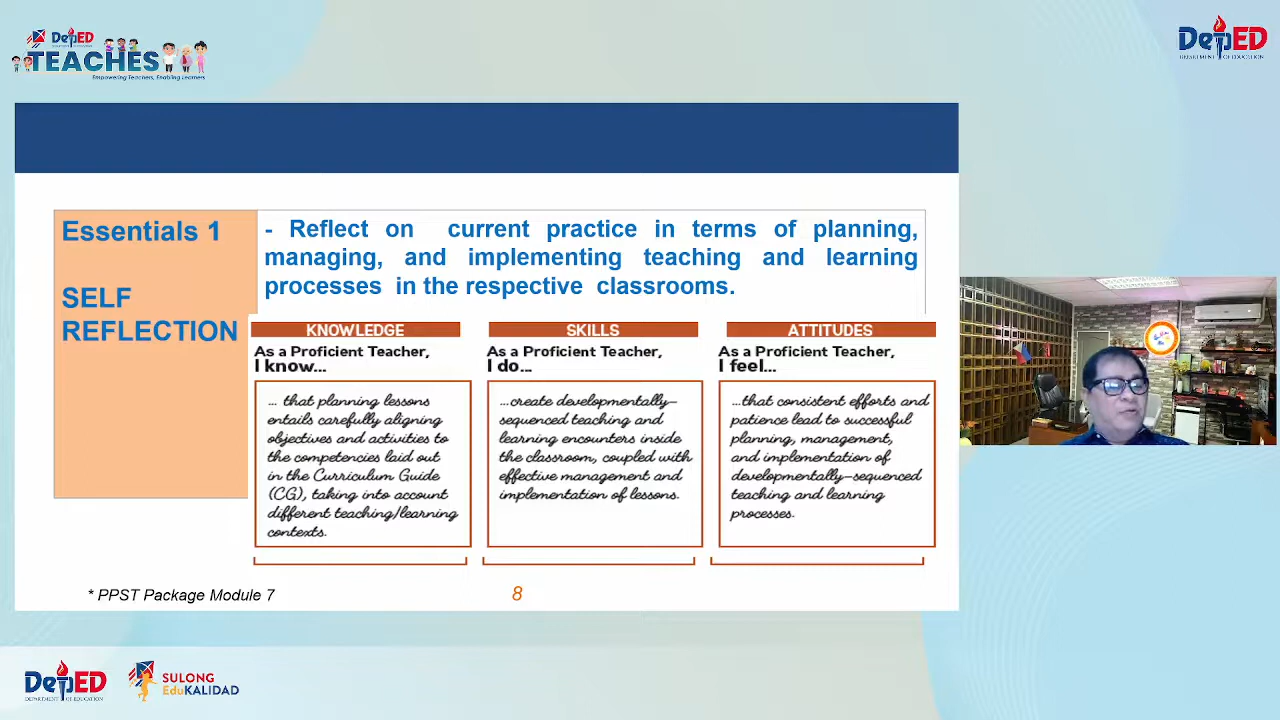 DepED
TEACHES
Empowering Teachers, Enabling Learners
DepED
DEPARTMENT OF EDUCATION
Essentials 1
SELF
REFLECTION
- Reflect on current practice in terms of planning,
managing, and implementing teaching and learning
processes in the respective classrooms.
KNOWLEDGE
As a Proficient Teacher,
I know...
... that planning lessons
entails carefully aligning
objectives and activities to
the competencies laid out
in the Curriculum Guide
(CG), taking into account
different teaching/learning
contexts.
SKILLS
As a Proficient Teacher,
I do...
...create developmentally-
sequenced teaching and
learning encounters inside
the classroom, coupled with
effective management and
implementation of lessons.
ATTITUDES
As a Proficient Teacher,
I feel...
...that consistent efforts and
patience lead to successful
planning, management,
and implementation of
developmentally-sequenced
teaching and learning
processes.
* PPST Package Module 7
8
DepED
DEPARTMENT OF EDUCATION
SULONG
EduKALIDAD